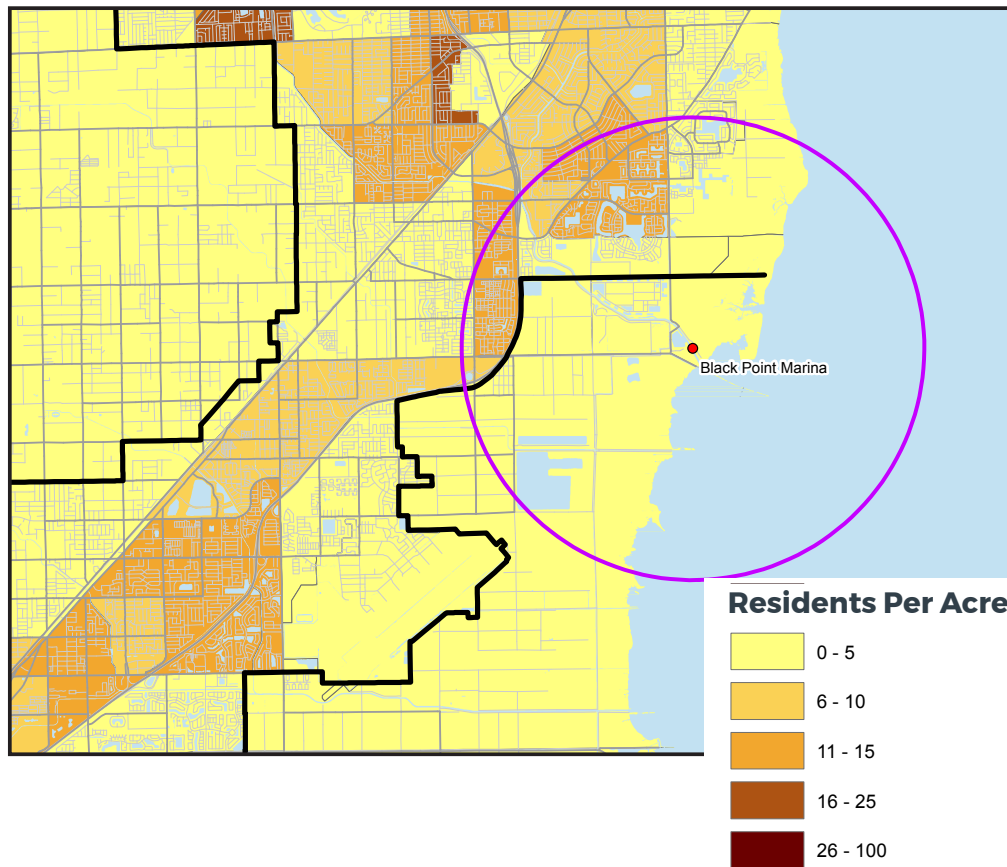 Black Point Marina
Residents Per Acre
0 - 5
6 - 10
11 - 15
16 - 25
26 - 100